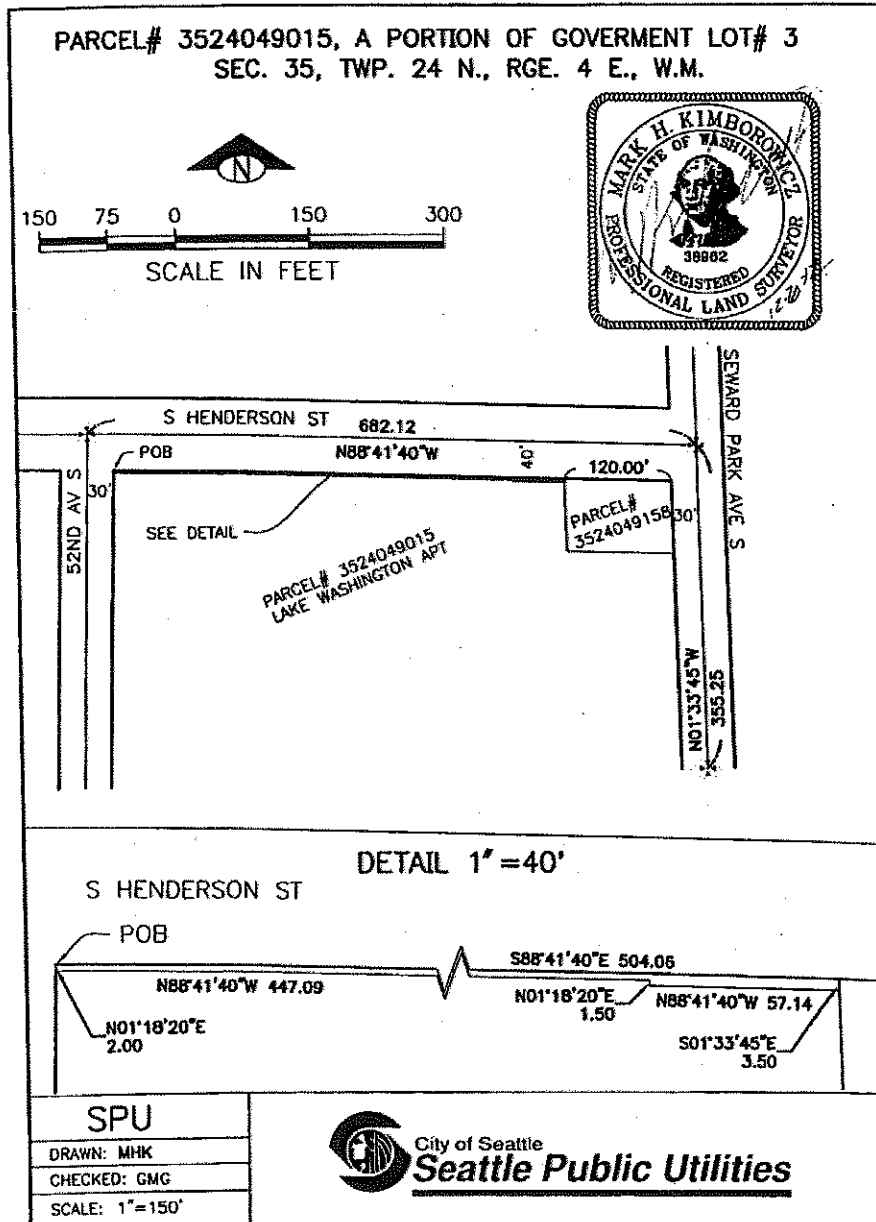 PARCEL# 3524049015, A PORTION OF GOVERMENT LOT# 3
SEC. 35, TWP. 24 N., RGE. 4 E., W.M.
MARK H. KIMBOROWICZ
STATE OF WASHINGTON
38982
REGISTERED
PROFESSIONAL LAND SURVEYOR
N
150 75 0 150 300
SCALE IN FEET
S HENDERSON ST
682.12
N88°41'40"W
40'
POB
120.00'
30'
52ND AV S
SEE DETAIL
PARCEL#
3524049158
30'
SEWARD PARK AVE S
PARCEL# 3524049015
LAKE WASHINGTON APT
N01°33'45"W
355.25
DETAIL 1"=40'
S HENDERSON ST
POB
S88°41'40"E 504.06
N88°41'40"W 447.09
N01°18'20"E
1.50
N88°41'40"W 57.14
N01°18'20"E
2.00
S01°33'45"E
3.50
SPU
DRAWN: MHK
CHECKED: GMG
SCALE: 1"=150'
City of Seattle
Seattle Public Utilities